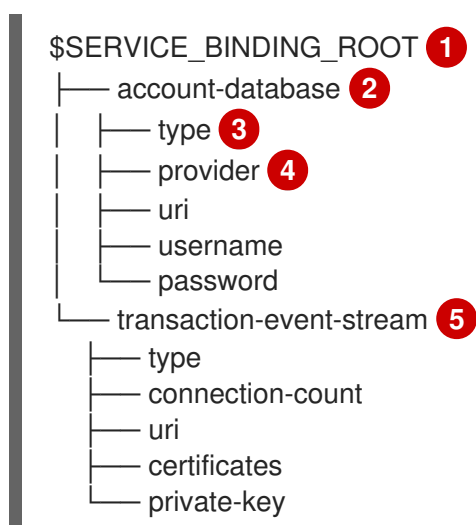 $SERVICE_BINDING_ROOT 1
├── account-database 2
│   ├── type 3
│   ├── provider 4
│   ├── uri
│   ├── username
│   └── password
└── transaction-event-stream 5
    ├── type
    ├── connection-count
    ├── uri
    ├── certificates
    └── private-key